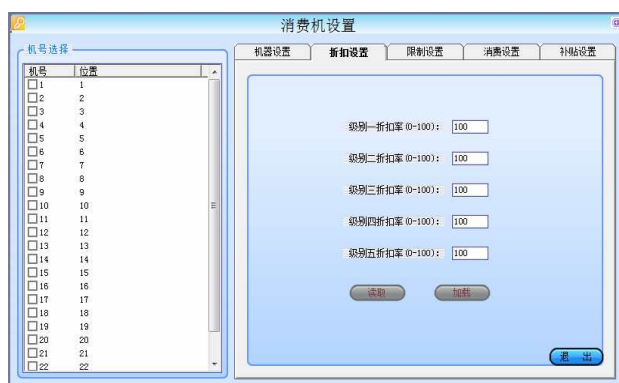 消费机设置
机号选择
机号 位置
1 1
2 2
3 3
4 4
5 5
6 6
7 7
8 8
9 9
10 10
11 11
12 12
13 13
14 14
15 15
16 16
17 17
18 18
19 19
20 20
21 21
22 22
机器设置 折扣设置 限制设置 消费设置 补贴设置
级别一折扣率(0-100): 100
级别二折扣率(0-100): 100
级别三折扣率(0-100): 100
级别四折扣率(0-100): 100
级别五折扣率(0-100): 100
读取 加载
退 出